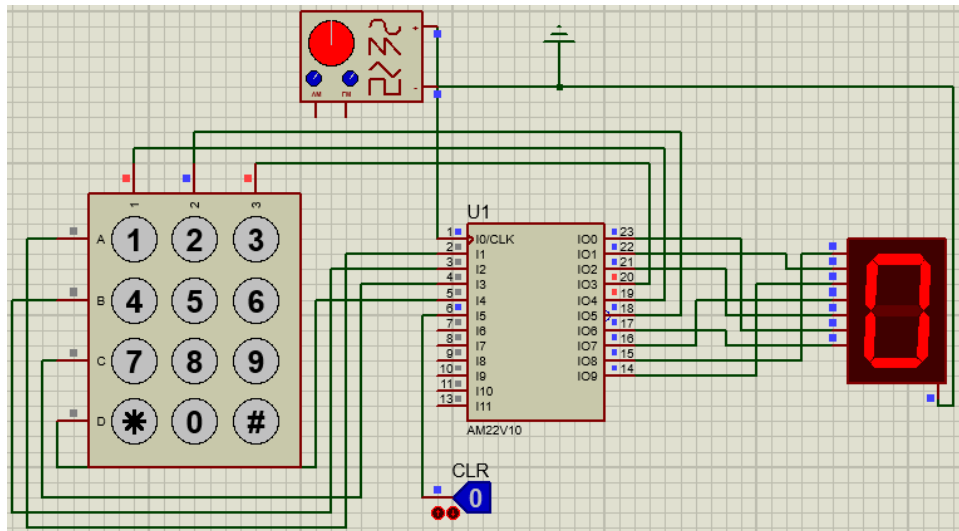 +
-
AM FM
1 2 3
U1
A 1 2 3
B 4 5 6
C 7 8 9
D * 0 #
1 I0/CLK IO0 23
2 I1 IO1 22
3 I2 IO2 21
4 I3 IO3 20
5 I4 IO4 19
6 I5 IO5 18
7 I6 IO6 17
8 I7 IO7 16
9 I8 IO8 15
10 I9 IO9 14
11 I10
13 I11
AM22V10
CLR
0
0